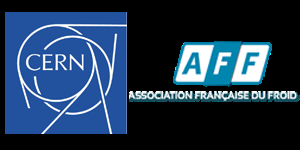 CERN
AFF
ASSOCIATION FRANÇAISE DU FROID